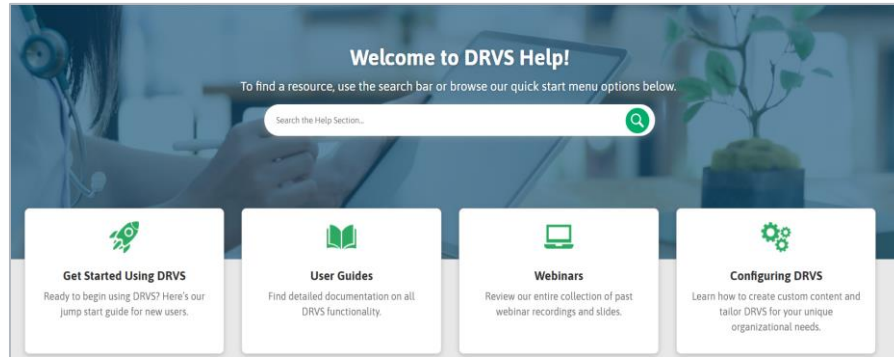 Welcome to DRVS Help!
To find a resource, use the search bar or browse our quick start menu options below.
Search the Help Section...
Get Started Using DRVS
Ready to begin using DRVS? Here's our
jump start guide for new users.
User Guides
Find detailed documentation on all
DRVS functionality.
Webinars
Review our entire collection of past
webinar recordings and slides.
Configuring DRVS
Learn how to create custom content and
tailor DRVS for your unique
organizational needs.